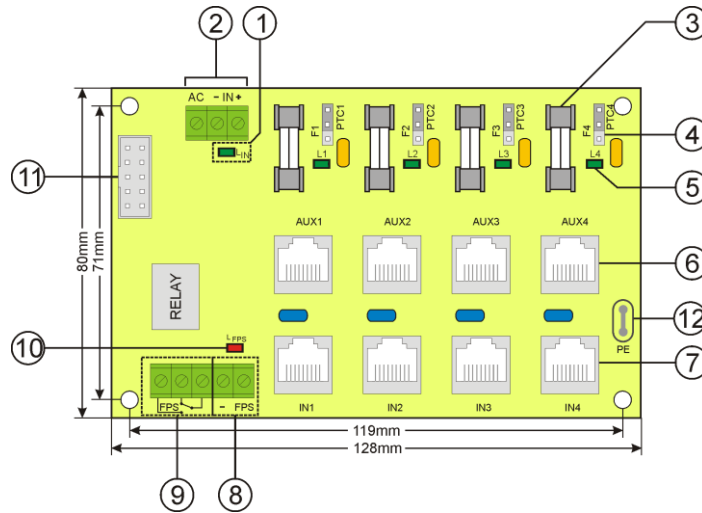 2 1 3
AC - IN +
F1 PTC1 F2 PTC2 F3 PTC3 F4 PTC4
4
LIN
L1 L2 L3 L4
5
11
80mm
71mm
AUX1 AUX2 AUX3 AUX4
6
RELAY
12
10
LFPS
PE
7
FPS - FPS
IN1 IN2 IN3 IN4
119mm
128mm
9 8